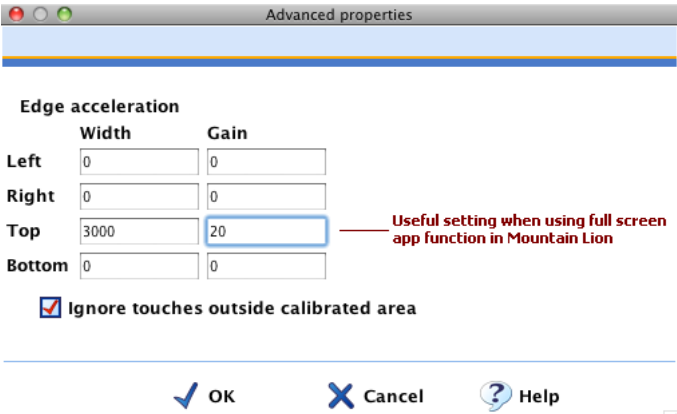 Advanced properties
Edge acceleration
Width Gain
Left 0 0
Right 0 0
Top 3000 20
Useful setting when using full screen
app function in Mountain Lion
Bottom 0 0
Ignore touches outside calibrated area
OK Cancel ? Help